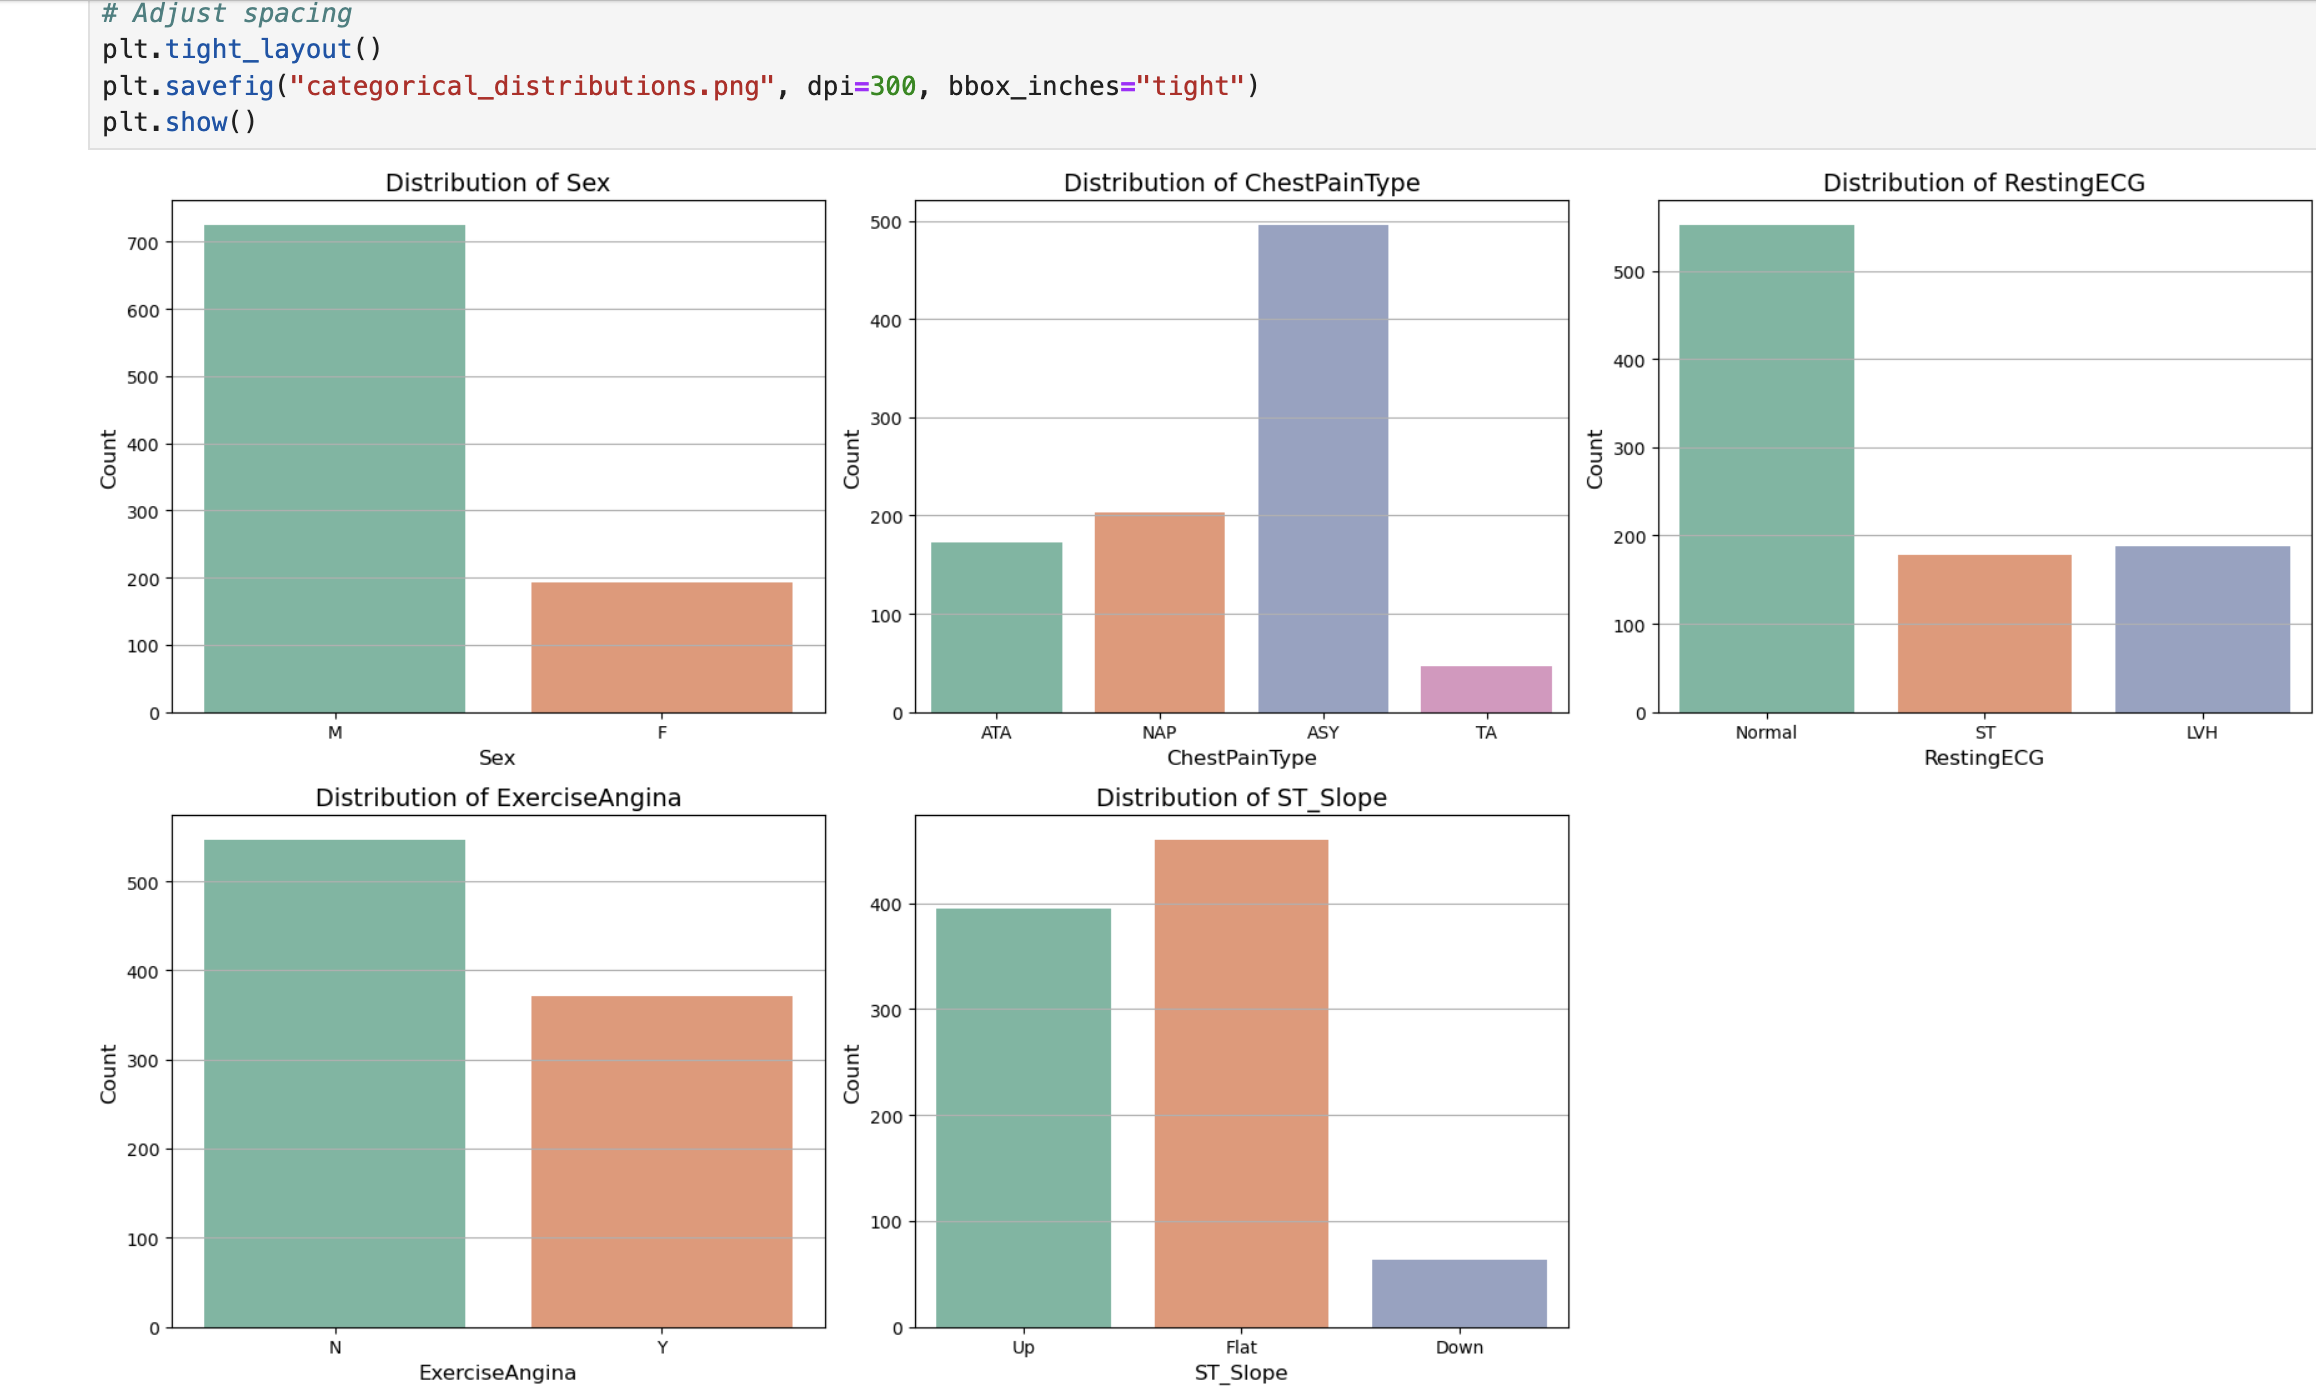 # Adjust spacing
plt.tight_layout()
plt.savefig("categorical_distributions.png", dpi=300, bbox_inches="tight")
plt.show()
Distribution of Sex
Count
700
600
500
400
300
200
100
0
M F
Sex
Distribution of ChestPainType
Count
500
400
300
200
100
0
ATA NAP ASY TA
ChestPainType
Distribution of RestingECG
Count
500
400
300
200
100
0
Normal ST LVH
RestingECG
Distribution of ExerciseAngina
Count
500
400
300
200
100
0
N Y
ExerciseAngina
Distribution of ST_Slope
Count
400
300
200
100
0
Up Flat Down
ST_Slope